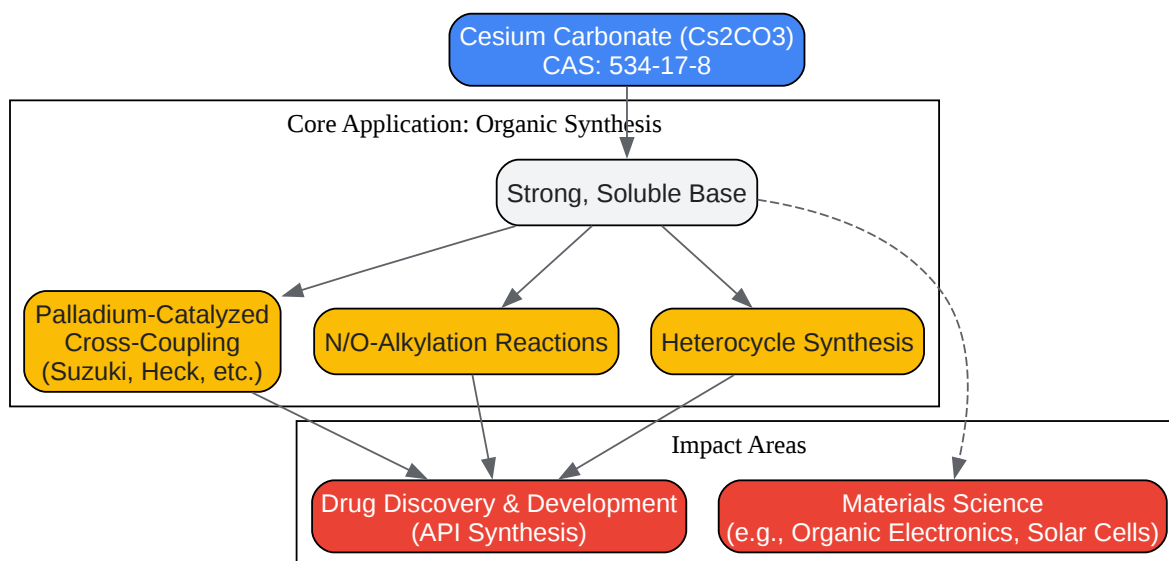 Cesium Carbonate (Cs2CO3)
CAS: 534-17-8
Core Application: Organic Synthesis
Strong, Soluble Base
Palladium-Catalyzed
Cross-Coupling
(Suzuki, Heck, etc.)
N/O-Alkylation Reactions
Heterocycle Synthesis
Impact Areas
Drug Discovery & Development
(API Synthesis)
Materials Science
(e.g., Organic Electronics, Solar Cells)